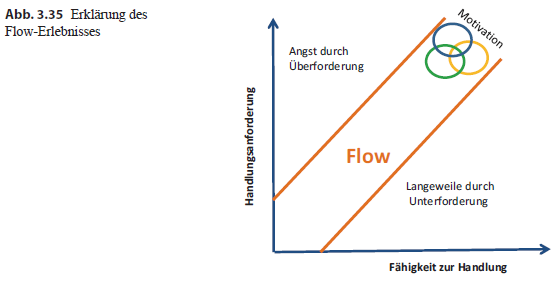 Abb. 3.35 Erklärung des
Flow-Erlebnisses
Motivation
Angst durch
Überforderung
Handlungsanforderung
Flow
Langeweile durch
Unterforderung
Fähigkeit zur Handlung